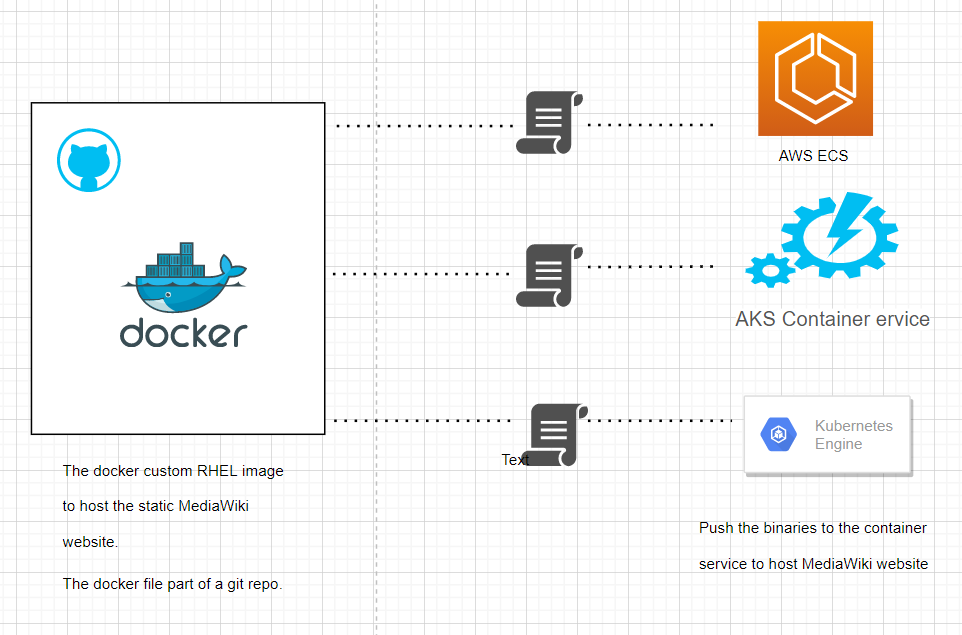 AWS ECS
docker
AKS Container ervice
Kubernetes
Engine
Text
The docker custom RHEL image
to host the static MediaWiki
website.
The docker file part of a git repo.
Push the binaries to the container
service to host MediaWiki website